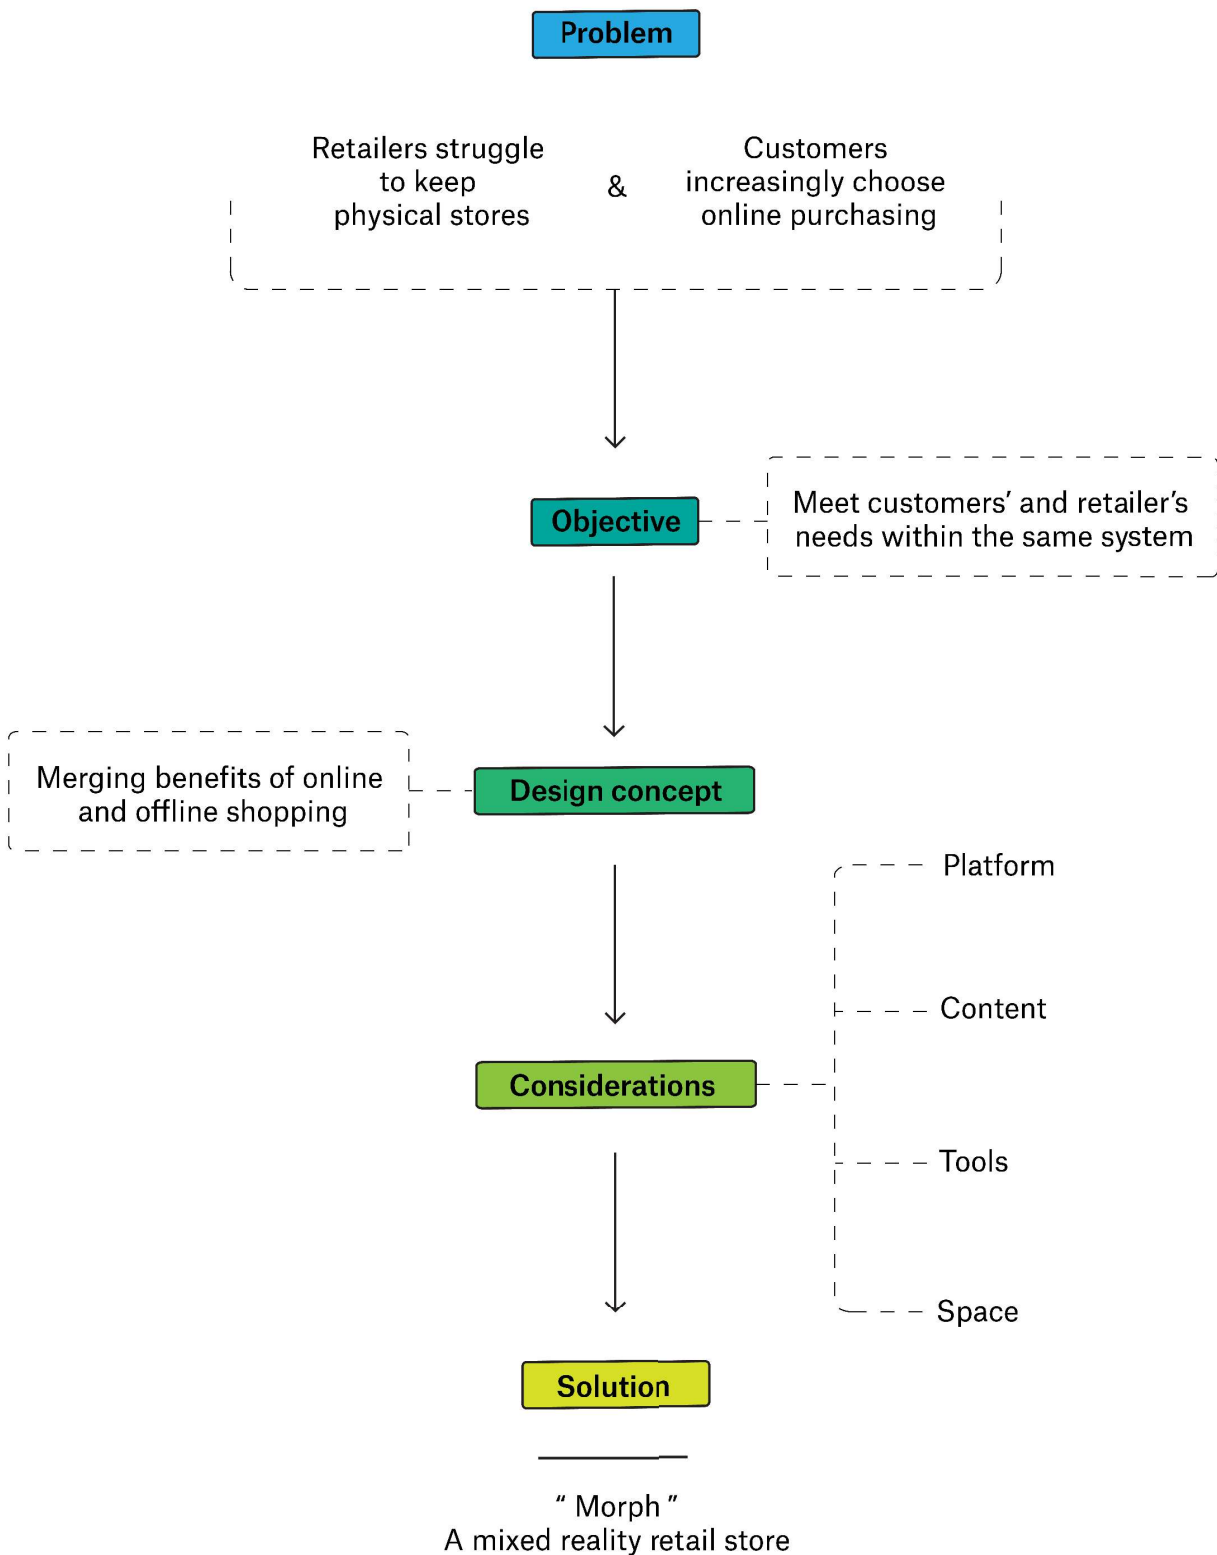 Problem
Retailers struggle
to keep
physical stores
&
Customers
increasingly choose
online purchasing
Objective
Meet customers’ and retailer’s
needs within the same system
Design concept
Merging benefits of online
and offline shopping
Considerations
Platform
Content
Tools
Space
Solution
“ Morph ”
A mixed reality retail store